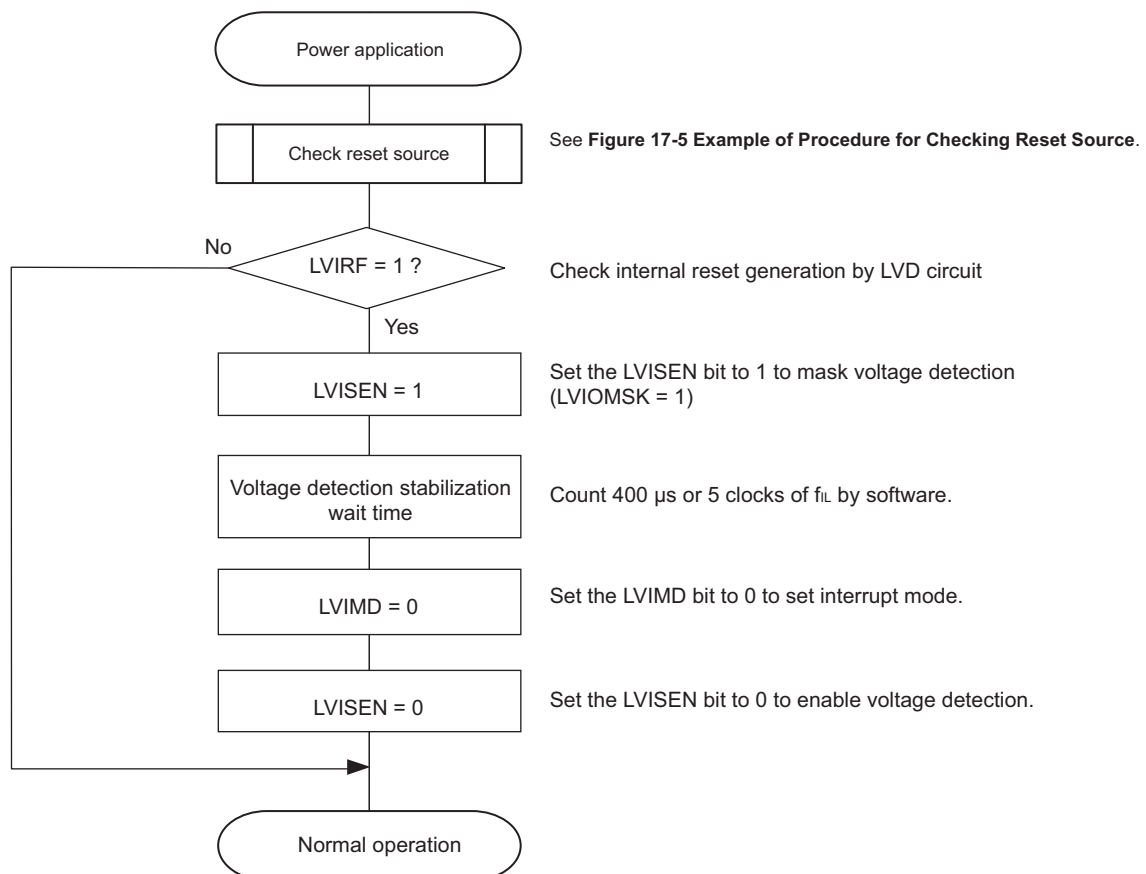 Power application
Check reset source
See Figure 17-5 Example of Procedure for Checking Reset Source.
No
LVIRF = 1 ?
Check internal reset generation by LVD circuit
Yes
LVISEN = 1
Set the LVISEN bit to 1 to mask voltage detection
(LVIOMSK = 1)
Voltage detection stabilization
wait time
Count 400 µs or 5 clocks of fIL by software.
LVIMD = 0
Set the LVIMD bit to 0 to set interrupt mode.
LVISEN = 0
Set the LVISEN bit to 0 to enable voltage detection.
Normal operation